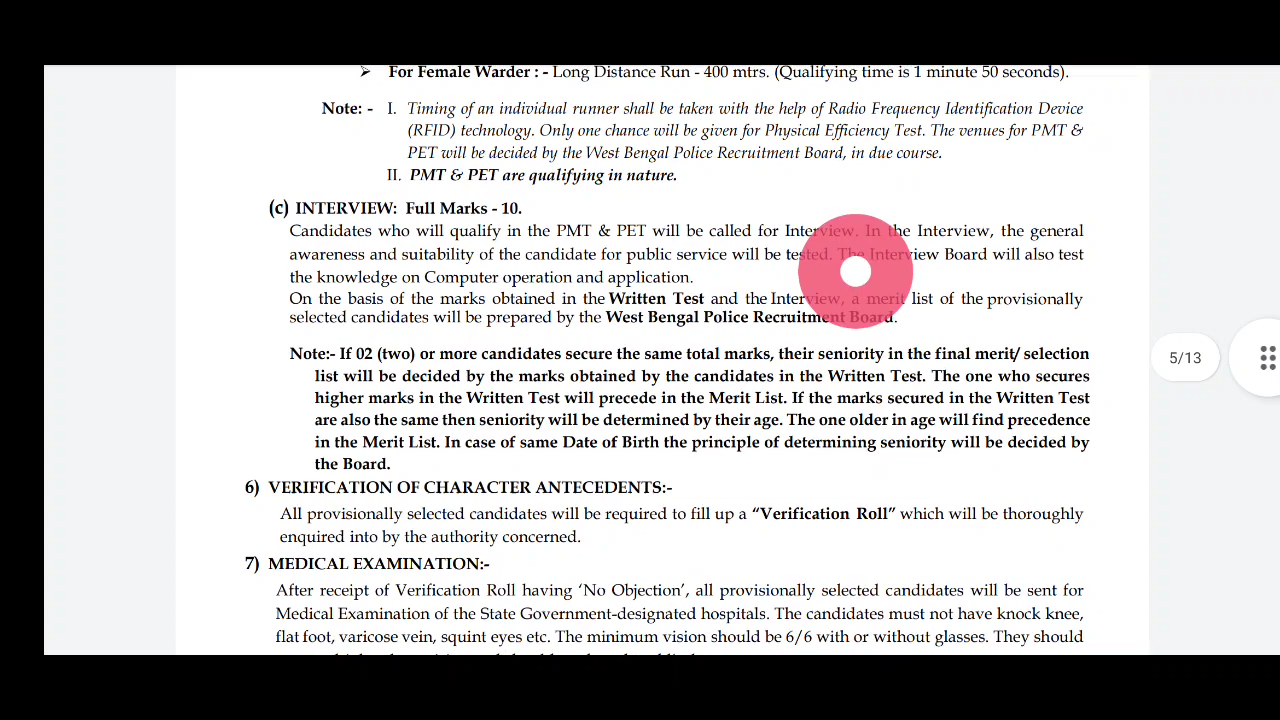 ➢ For Female Warder : - Long Distance Run - 400 mtrs. (Qualifying time is 1 minute 50 seconds).
Note: - I. Timing of an individual runner shall be taken with the help of Radio Frequency Identification Device
(RFID) technology. Only one chance will be given for Physical Efficiency Test. The venues for PMT &
PET will be decided by the West Bengal Police Recruitment Board, in due course.
II. PMT & PET are qualifying in nature.
(c) INTERVIEW: Full Marks - 10.
Candidates who will qualify in the PMT & PET will be called for Interview. In the Interview, the general
awareness and suitability of the candidate for public service will be tested. The Interview Board will also test
the knowledge on Computer operation and application.
On the basis of the marks obtained in the Written Test and the Interview, a merit list of the provisionally
selected candidates will be prepared by the West Bengal Police Recruitment Board.
Note:- If 02 (two) or more candidates secure the same total marks, their seniority in the final merit/ selection
list will be decided by the marks obtained by the candidates in the Written Test. The one who secures
higher marks in the Written Test will precede in the Merit List. If the marks secured in the Written Test
are also the same then seniority will be determined by their age. The one older in age will find precedence
in the Merit List. In case of same Date of Birth the principle of determining seniority will be decided by
the Board.
6) VERIFICATION OF CHARACTER ANTECEDENTS:-
All provisionally selected candidates will be required to fill up a “Verification Roll” which will be thoroughly
enquired into by the authority concerned.
7) MEDICAL EXAMINATION:-
After receipt of Verification Roll having ‘No Objection’, all provisionally selected candidates will be sent for
Medical Examination of the State Government-designated hospitals. The candidates must not have knock knee,
flat foot, varicose vein, squint eyes etc. The minimum vision should be 6/6 with or without glasses. They should
5/13